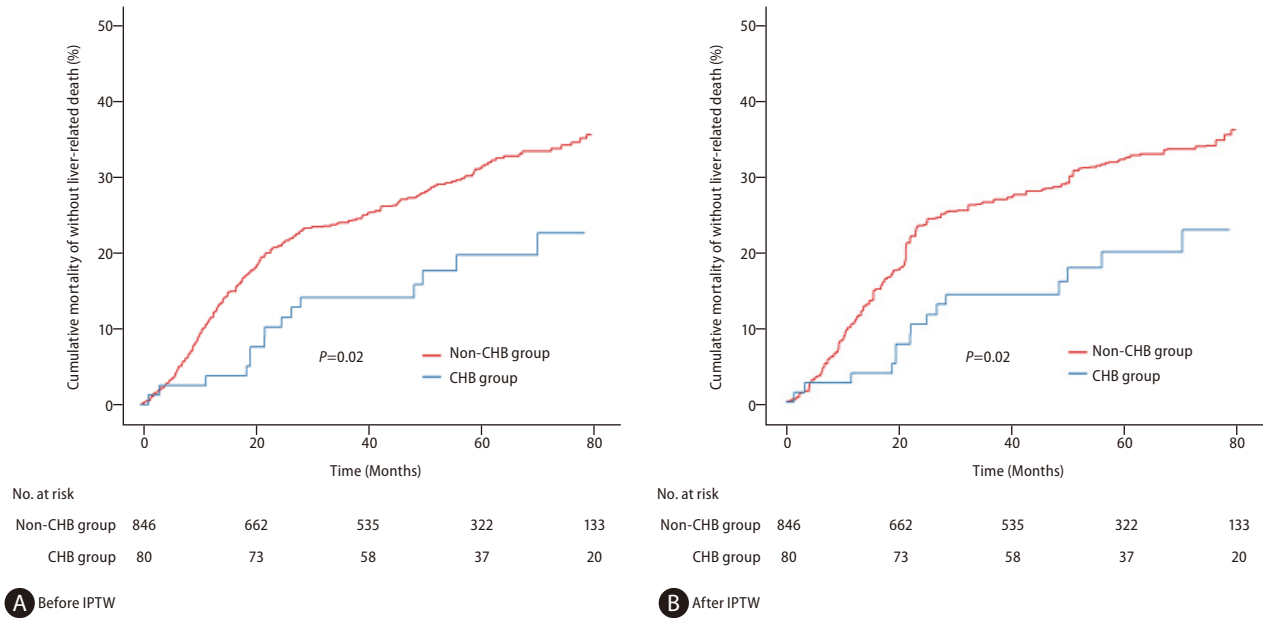 Cumulative mortality of without liver-related death (%)
50
40
30
20
10
0
P=0.02
Non-CHB group
CHB group
0 20 40 60 80
Time (Months)
No. at risk
Non-CHB group 846 662 535 322 133
CHB group 80 73 58 37 20
A Before IPTW
Cumulative mortality of without liver-related death (%)
50
40
30
20
10
0
P=0.02
Non-CHB group
CHB group
0 20 40 60 80
Time (Months)
No. at risk
Non-CHB group 846 662 535 322 133
CHB group 80 73 58 37 20
B After IPTW